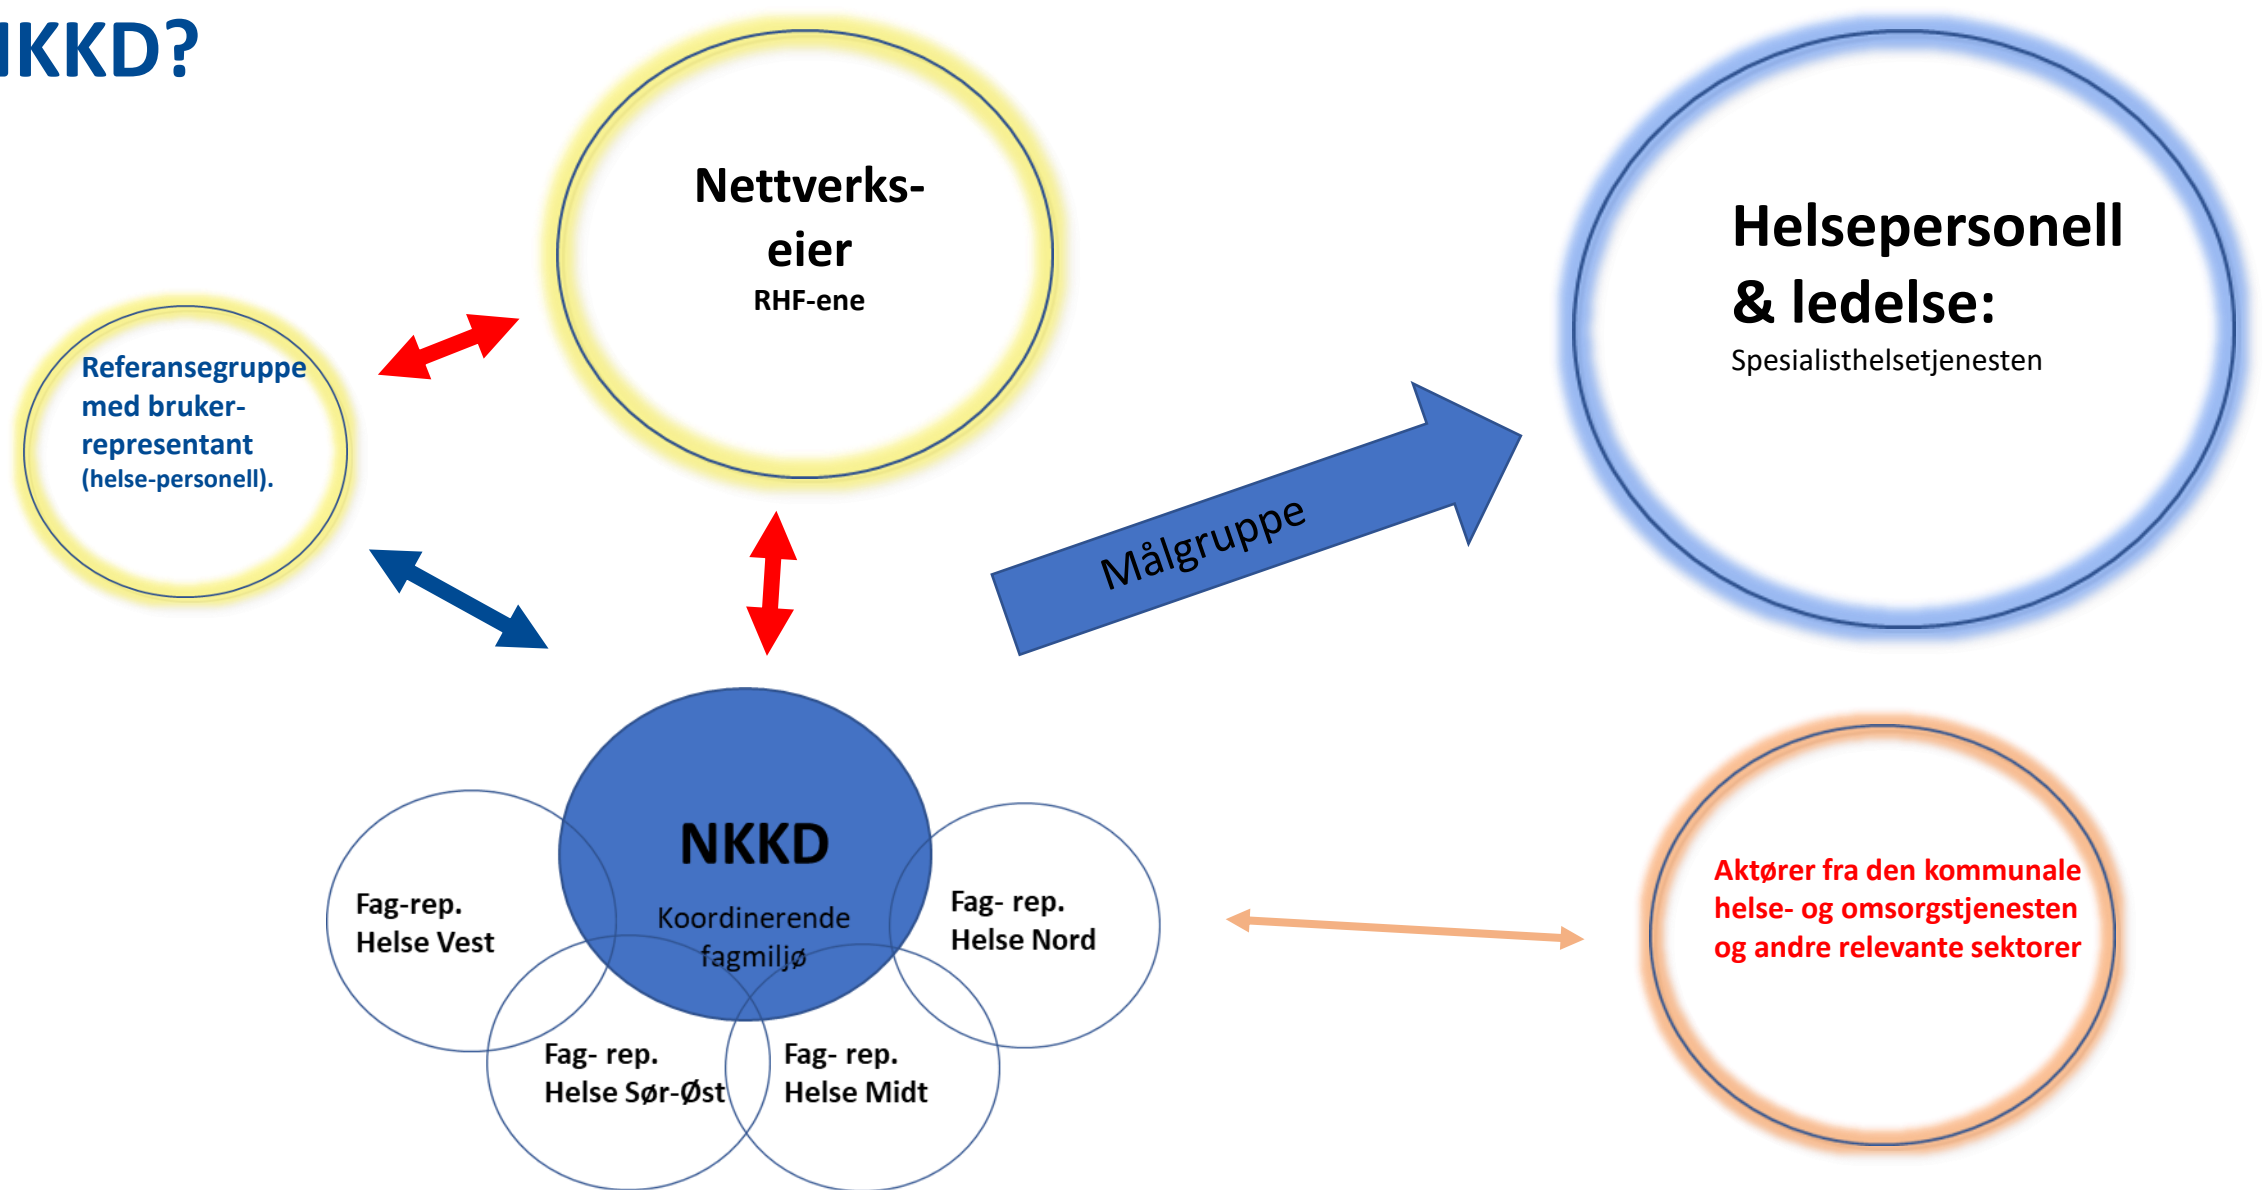 NKKD?
Nettverks-
eier
RHF-ene
Helsepersonell
& ledelse:
Spesialisthelsetjenesten
Referansegruppe
med bruker-
representant
(helse-personell).
Målgruppe
NKKD
Koordinerende
fagmiljø
Fag-rep.
Helse Vest
Fag- rep.
Helse Sør-Øst
Fag- rep.
Helse Midt
Fag- rep.
Helse Nord
Aktører fra den kommunale
helse- og omsorgstjenesten
og andre relevante sektorer